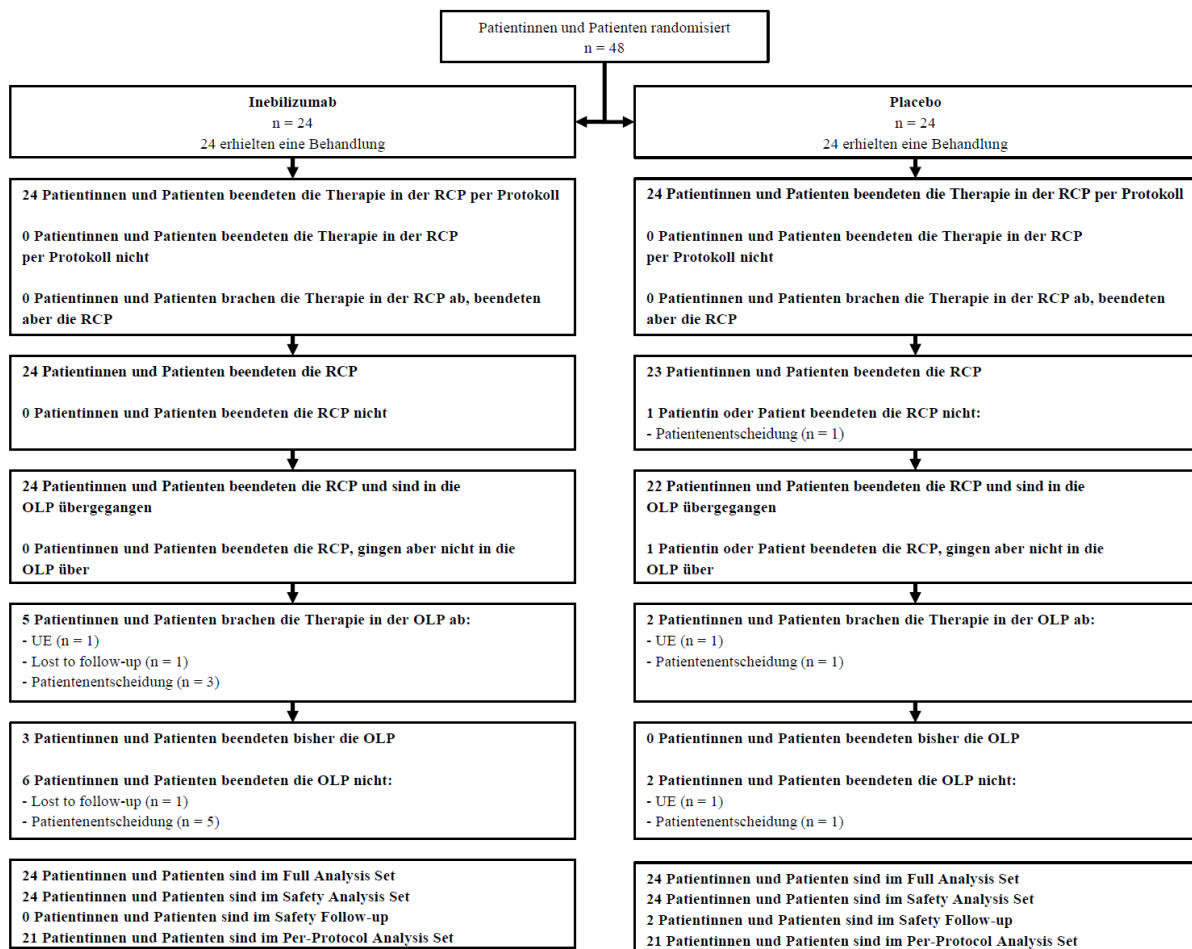 Patientinnen und Patienten randomisiert
n = 48
Inebilizumab
n = 24
24 erhielten eine Behandlung
24 Patientinnen und Patienten beendeten die Therapie in der RCP per Protokoll
0 Patientinnen und Patienten beendeten die Therapie in der RCP
per Protokoll nicht
0 Patientinnen und Patienten brachen die Therapie in der RCP ab, beendeten
aber die RCP
24 Patientinnen und Patienten beendeten die RCP
0 Patientinnen und Patienten beendeten die RCP nicht
24 Patientinnen und Patienten beendeten die RCP und sind in die
OLP übergegangen
0 Patientinnen und Patienten beendeten die RCP, gingen aber nicht in die
OLP über
5 Patientinnen und Patienten brachen die Therapie in der OLP ab:
- UE (n = 1)
- Lost to follow-up (n = 1)
- Patientenentscheidung (n = 3)
3 Patientinnen und Patienten beendeten bisher die OLP
6 Patientinnen und Patienten beendeten die OLP nicht:
- Lost to follow-up (n = 1)
- Patientenentscheidung (n = 5)
24 Patientinnen und Patienten sind im Full Analysis Set
24 Patientinnen und Patienten sind im Safety Analysis Set
0 Patientinnen und Patienten sind im Safety Follow-up
21 Patientinnen und Patienten sind im Per-Protocol Analysis Set
Placebo
n = 24
24 erhielten eine Behandlung
24 Patientinnen und Patienten beendeten die Therapie in der RCP per Protokoll
0 Patientinnen und Patienten beendeten die Therapie in der RCP
per Protokoll nicht
0 Patientinnen und Patienten brachen die Therapie in der RCP ab, beendeten
aber die RCP
23 Patientinnen und Patienten beendeten die RCP
1 Patientin oder Patient beendeten die RCP nicht:
- Patientenentscheidung (n = 1)
22 Patientinnen und Patienten beendeten die RCP und sind in die
OLP übergegangen
1 Patientin oder Patient beendeten die RCP, gingen aber nicht in die
OLP über
2 Patientinnen und Patienten brachen die Therapie in der OLP ab:
- UE (n = 1)
- Patientenentscheidung (n = 1)
0 Patientinnen und Patienten beendeten bisher die OLP
2 Patientinnen und Patienten beendeten die OLP nicht:
- UE (n = 1)
- Patientenentscheidung (n = 1)
24 Patientinnen und Patienten sind im Full Analysis Set
24 Patientinnen und Patienten sind im Safety Analysis Set
2 Patientinnen und Patienten sind im Safety Follow-up
21 Patientinnen und Patienten sind im Per-Protocol Analysis Set